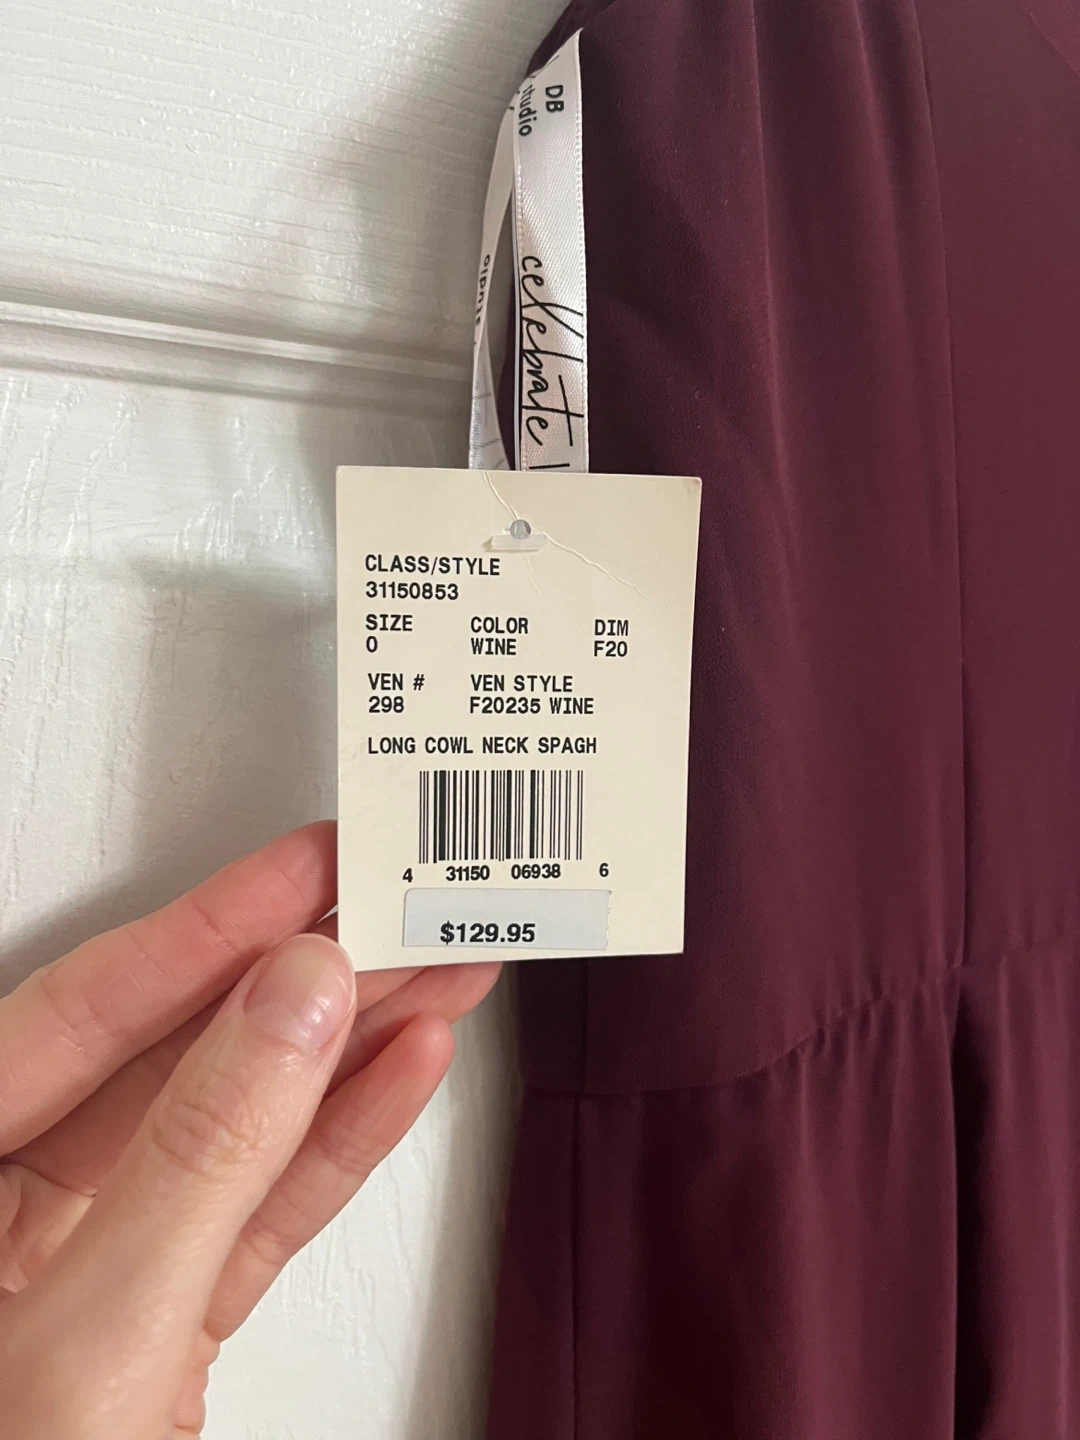 DB
studio
celebrate
studio
CLASS/STYLE
31150853
SIZE COLOR DIM
0 WINE F20
VEN # VEN STYLE
298 F20235 WINE
LONG COWL NECK SPAGH
4 31150 06938 6
$129.95